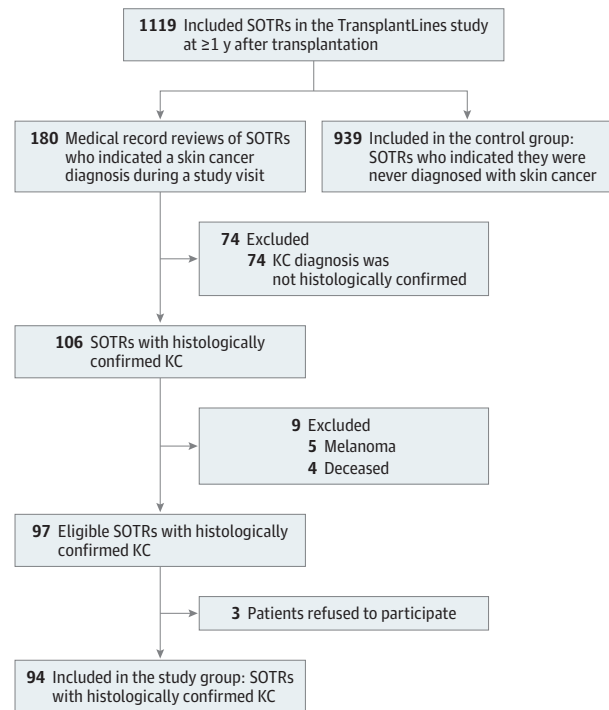 1119 Included SOTRs in the TransplantLines study
at ≥1 y after transplantation
180 Medical record reviews of SOTRs
who indicated a skin cancer
diagnosis during a study visit
939 Included in the control group:
SOTRs who indicated they were
never diagnosed with skin cancer
74 Excluded
74 KC diagnosis was
not histologically confirmed
106 SOTRs with histologically
confirmed KC
9 Excluded
5 Melanoma
4 Deceased
97 Eligible SOTRs with histologically
confirmed KC
3 Patients refused to participate
94 Included in the study group: SOTRs
with histologically confirmed KC